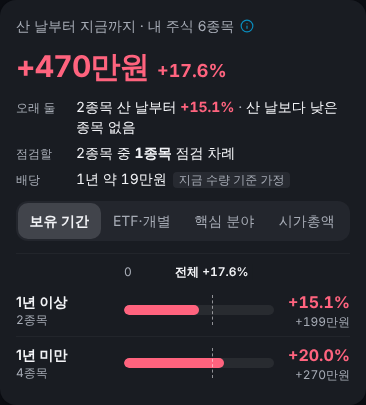 산 날부터 지금까지 · 내 주식 6종목
+470만원 +17.6%
오래 둘 2종목 산 날부터 +15.1% · 산 날보다 낮은
종목 없음
점검할 2종목 중 1종목 점검 차례
배당 1년 약 19만원 지금 수량 기준 가정
보유 기간 ETF·개별 핵심 분야 시가총액
0 전체 +17.6%
1년 이상 +15.1%
2종목 +199만원
1년 미만 +20.0%
4종목 +270만원